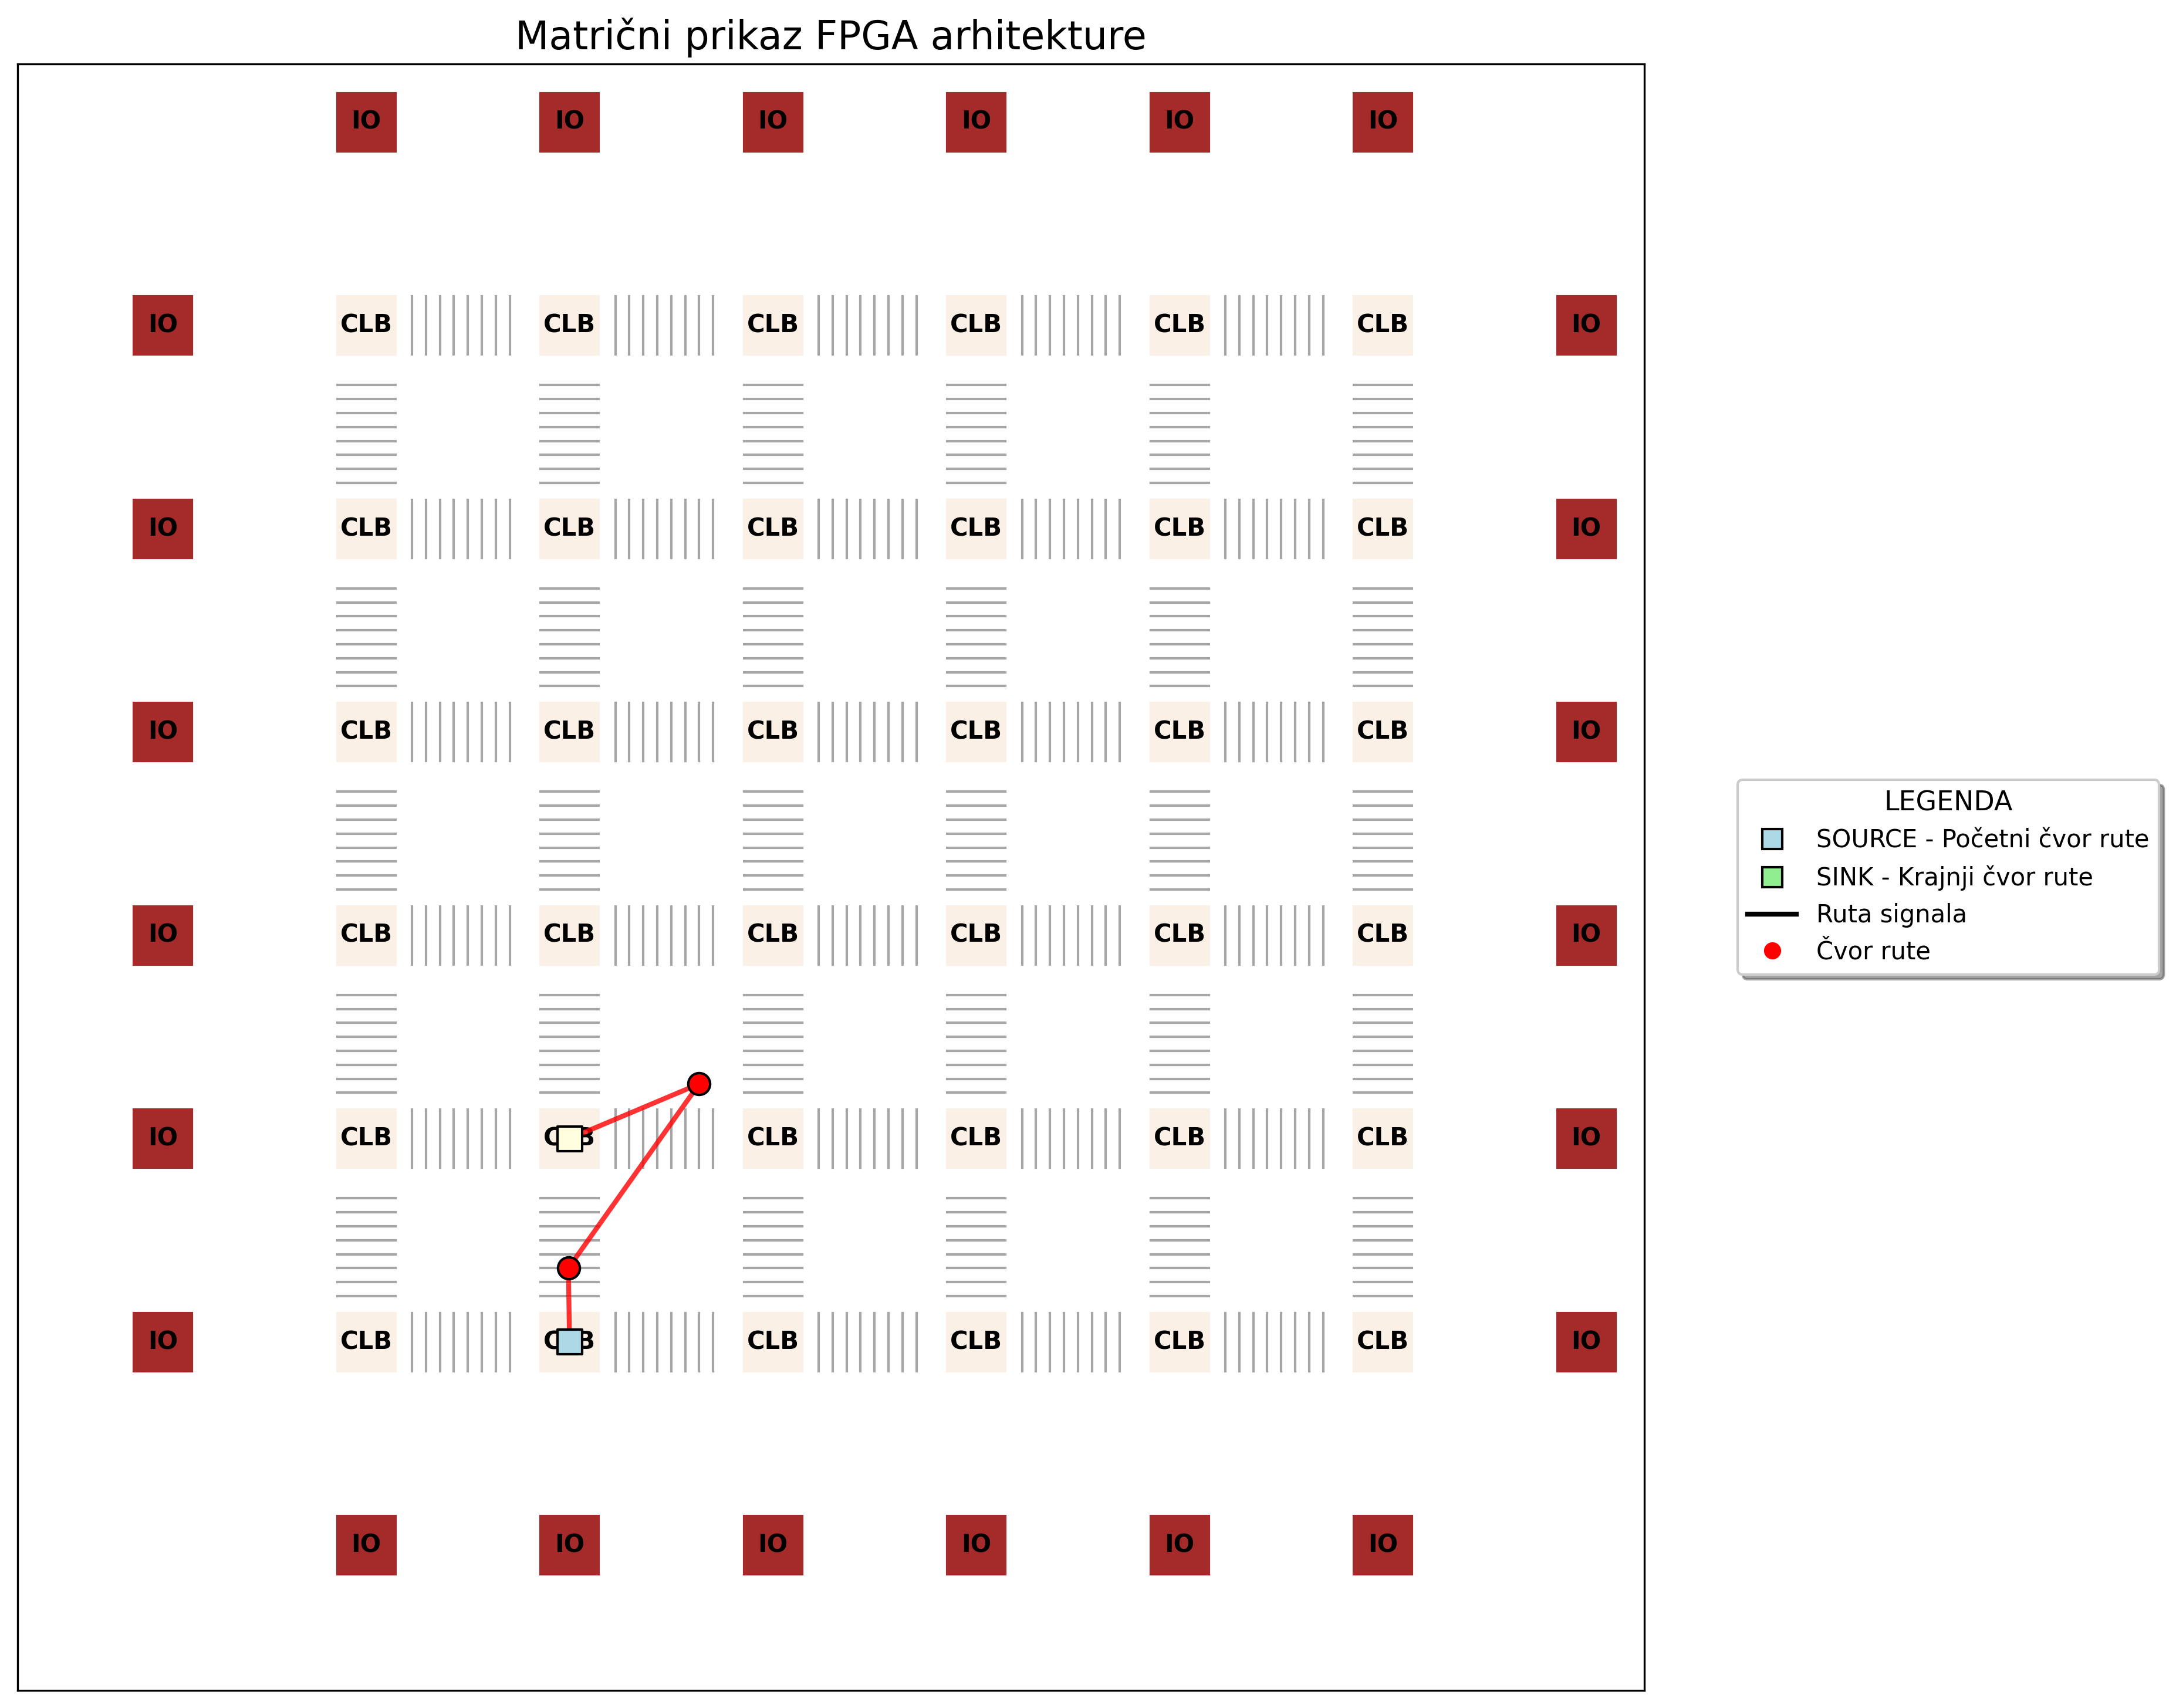 Matrični prikaz FPGA arhitekture
IO IO IO IO IO IO
IO CLB CLB CLB CLB CLB CLB IO
IO CLB CLB CLB CLB CLB CLB IO
IO CLB CLB CLB CLB CLB CLB IO
IO CLB CLB CLB CLB CLB CLB IO
IO CLB CLB CLB CLB CLB IO
IO CLB CLB CLB CLB CLB IO
IO IO IO IO IO IO
LEGENDA
SOURCE - Početni čvor rute
SINK - Krajnji čvor rute
Ruta signala
Čvor rute